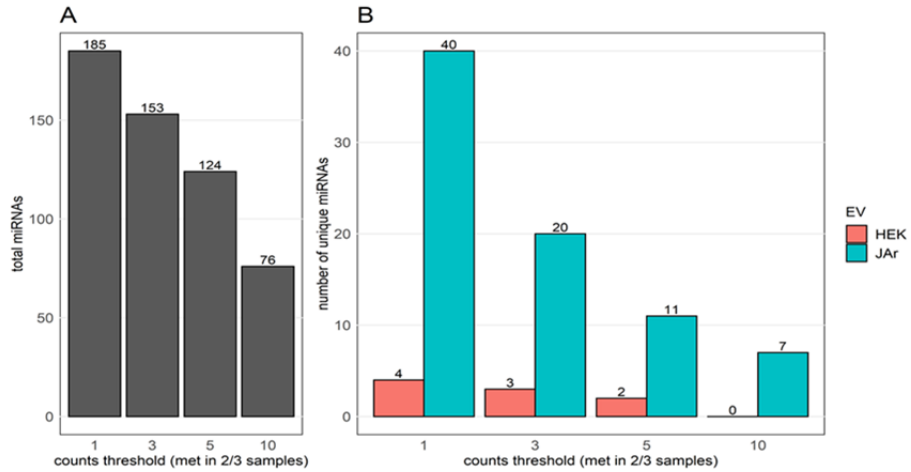 A
B
185
153
124
76
150
100
50
0
total miRNAs
1 3 5 10
counts threshold (met in 2/3 samples)
40
20
11
7
4
3
2
0
40
30
20
10
0
number of unique miRNAs
1 3 5 10
counts threshold (met in 2/3 samples)
EV
HEK
JAr